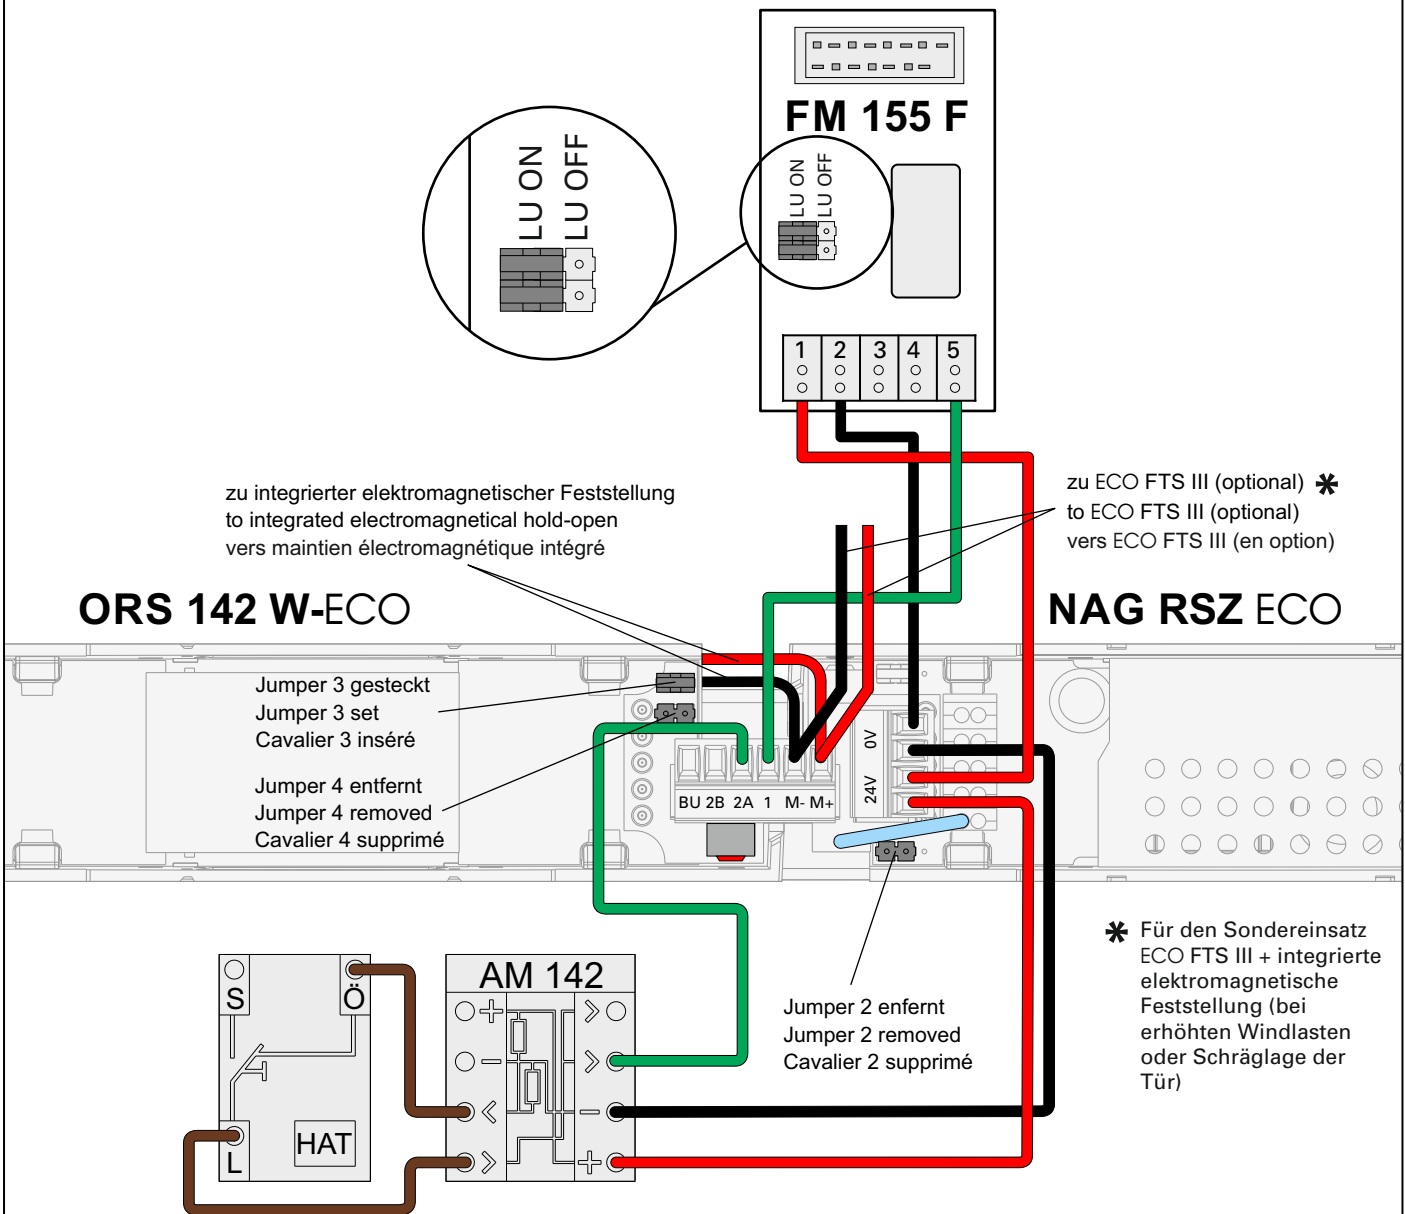 FM 155 F
LU ON
LU OFF
LU ON
LU OFF
1 2 3 4 5
zu integrierter elektromagnetischer Feststellung
to integrated electromagnetical hold-open
vers maintien électromagnétique intégré
zu ECO FTS III (optional) *
to ECO FTS III (optional)
vers ECO FTS III (en option)
ORS 142 W-ECO
NAG RSZ ECO
Jumper 3 gesteckt
Jumper 3 set
Cavalier 3 inséré
Jumper 4 entfernt
Jumper 4 removed
Cavalier 4 supprimé
BU 2B 2A 1 M- M+
0V
24V
Jumper 2 enfernt
Jumper 2 removed
Cavalier 2 supprimé
* Für den Sondereinsatz
ECO FTS III + integrierte
elektromagnetische
Feststellung (bei
erhöhten Windlasten
oder Schräglage der
Tür)
S
Ö
L
HAT
AM 142
+ >
- >
< -
> +